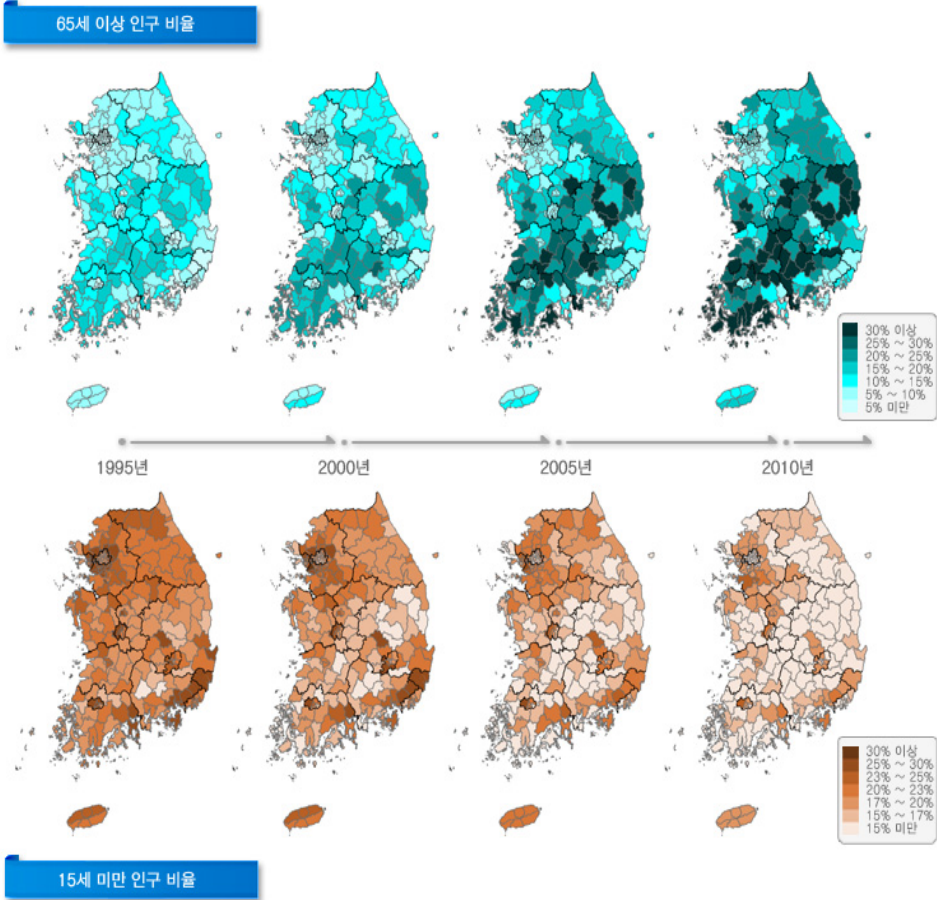 65세 이상 인구 비율
30% 이상
25% ~ 30%
20% ~ 25%
15% ~ 20%
10% ~ 15%
5% ~ 10%
5% 미만
1995년
2000년
2005년
2010년
30% 이상
25% ~ 30%
23% ~ 25%
20% ~ 23%
17% ~ 20%
15% ~ 17%
15% 미만
15세 미만 인구 비율